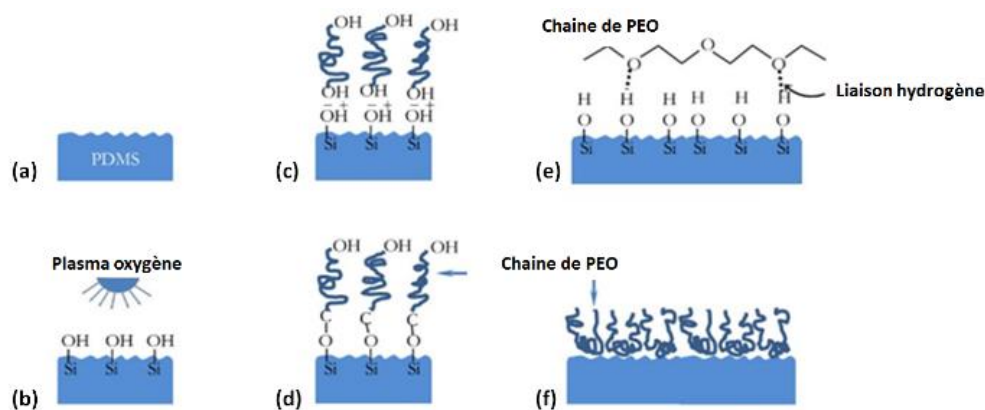 (a)
PDMS
(b)
Plasma oxygène
OH OH OH
Si Si Si
(c)
OH OH OH
OH OH OH
− + − + − +
OH OH OH
Si Si Si
(d)
OH OH OH
C C C
O O O
Si Si Si
(e)
Chaine de PEO
O O O
Liaison hydrogène
H H H H H H
O O O O O O
Si Si Si Si Si Si
(f)
Chaine de PEO